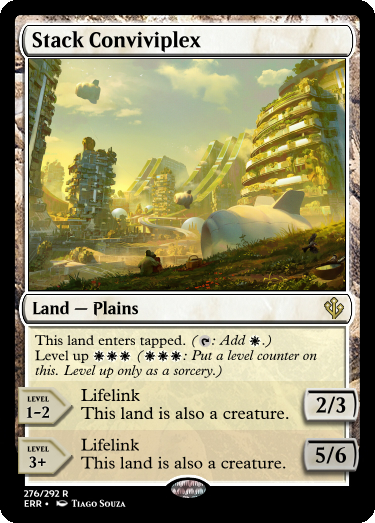 Stack Conviviplex
Land — Plains
This land enters tapped. (: Add .)
Level up (: Put a level counter on
this. Level up only as a sorcery.)
LEVEL
1-2
Lifelink
This land is also a creature.
2/3
LEVEL
3+
Lifelink
This land is also a creature.
5/6
276/292 R
ERR • Tiago Souza